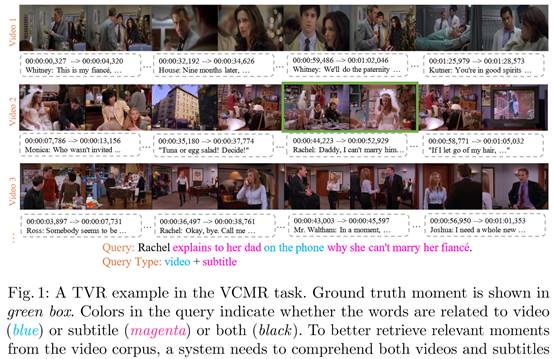 Video 1
00:00:00,327 --> 00:00:04,320
Whitney: This is my fiancé, …
...
00:00:32,192 --> 00:00:34,626
House: Nine months later, …
...
00:00:59,486 --> 00:01:02,046
Whitney: We'll do the paternity …
...
00:01:25,979 --> 00:01:28,573
Kutner: You're in good spirits …
Video 2
00:00:07,786 --> 00:00:13,156
Monica: Who wasn't invited ...
...
00:00:35,180 --> 00:00:37,774
"Tuna or egg salad! Decide!"
...
00:00:44,223 --> 00:00:52,929
Rachel: Daddy, I can't marry him…
...
00:00:58,771 --> 00:01:05,032
"If I let go of my hair, …"
Video 3
00:00:03,897 --> 00:00:07,731
Ross: Somebody seems to be …
...
00:00:36,497 --> 00:00:38,761
Rachel: Okay, bye. Call me …
...
00:00:43,003 --> 00:00:45,597
Mr. Waltham: In a moment, …
...
00:00:56,950 --> 00:01:01,353
Joshua: I need a whole new …
...
Query: Rachel explains to her dad on the phone why she can't marry her fiancé.
Query Type: video + subtitle
Fig. 1: A TVR example in the VCMR task. Ground truth moment is shown in
green box. Colors in the query indicate whether the words are related to video
(blue) or subtitle (magenta) or both (black). To better retrieve relevant moments
from the video corpus, a system needs to comprehend both videos and subtitles